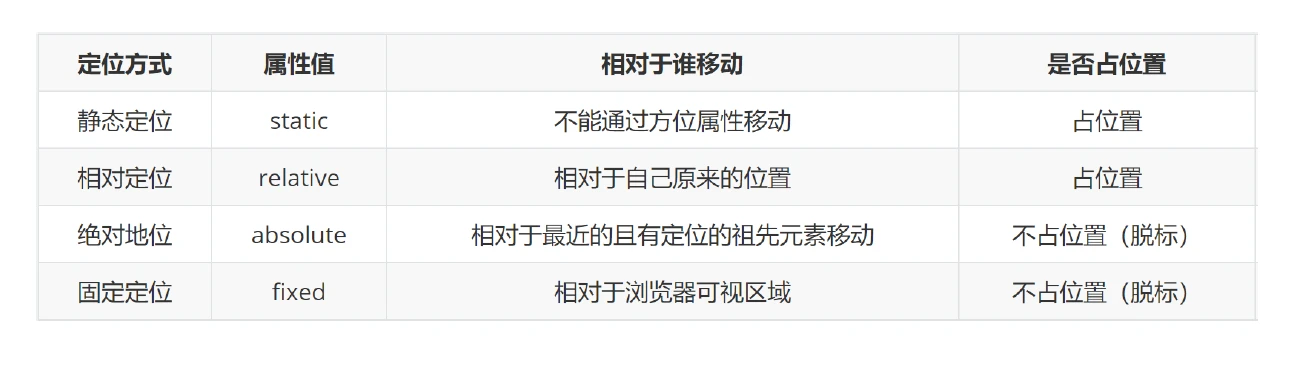 定位方式 属性值 相对于谁移动 是否占位置
静态定位 static 不能通过方位属性移动 占位置
相对定位 relative 相对于自己原来的位置 占位置
绝对地位 absolute 相对于最近的且有定位的祖先元素移动 不占位置（脱标）
固定定位 fixed 相对于浏览器可视区域 不占位置（脱标）